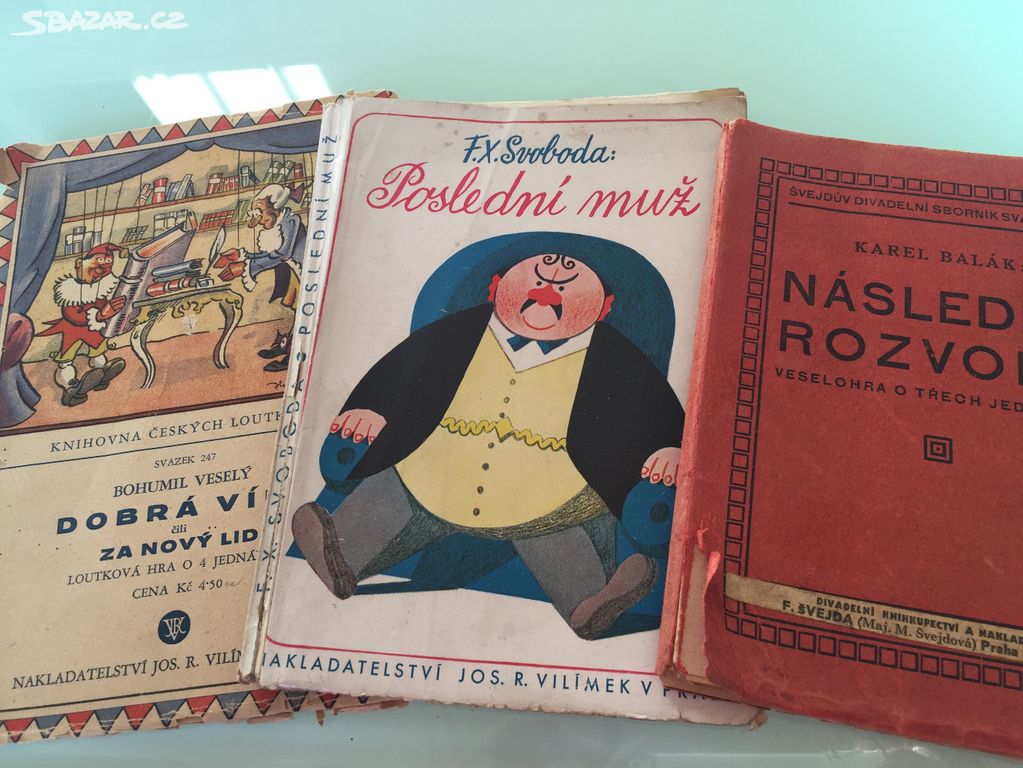 SBAZAR.CZ
KNIHOVNA ČESKÝCH LOUTK
SVAZEK 247
BOHUMIL VESELÝ
DOBRÁ VÍ
čili
ZA NOVÝ LID
LOUTKOVÁ HRA O 4 JEDNÁ
CENA Kč 4·50
NAKLADATELSTVÍ JOS. R. VILÍM
F. X. SVOBODA: POSLEDNÍ MUŽ
F. X. Svoboda:
Poslední muž
NAKLADATELSTVÍ JOS. R. VILÍMEK V PRA
ŠVEJDŮV DIVADELNÍ SBORNÍK SVA
KAREL BALÁK
NÁSLED
ROZVO
VESELOHRA O TŘECH JED
DIVADELNÍ KNIHKUPECTVÍ A NAKLAD
F. ŠVEJDA (Maj. M. Švejdová) Praha